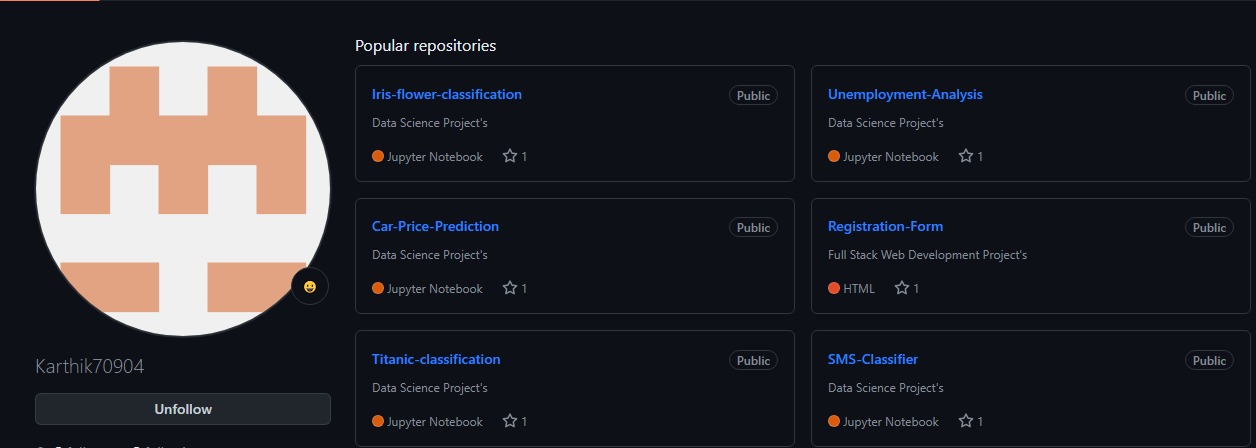 Popular repositories
Iris-flower-classification Public
Data Science Project's
Jupyter Notebook 1
Unemployment-Analysis Public
Data Science Project's
Jupyter Notebook 1
Car-Price-Prediction Public
Data Science Project's
Jupyter Notebook 1
Registration-Form Public
Full Stack Web Development Project's
HTML 1
Titanic-classification Public
Data Science Project's
Jupyter Notebook 1
SMS-Classifier Public
Data Science Project's
Jupyter Notebook 1
Karthik70904
Unfollow